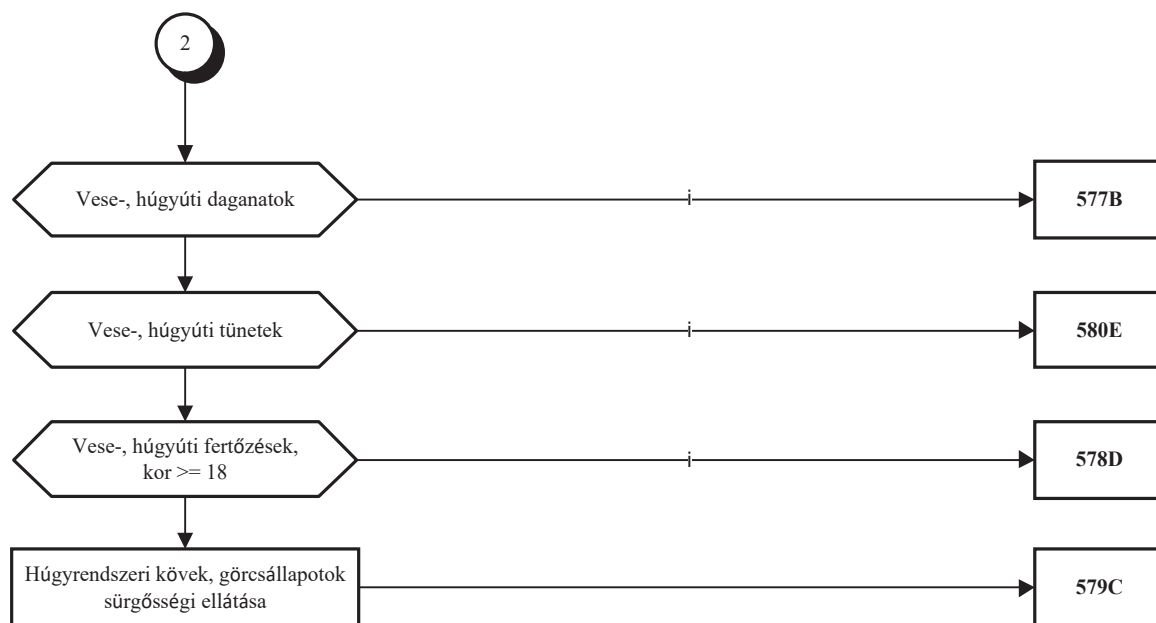 2
Vese-, húgyúti daganatok
i
577B
Vese-, húgyúti tünetek
i
580E
Vese-, húgyúti fertőzések,
kor >= 18
i
578D
Húgyrendszeri kövek, görcsállapotok
sürgősségi ellátása
579C